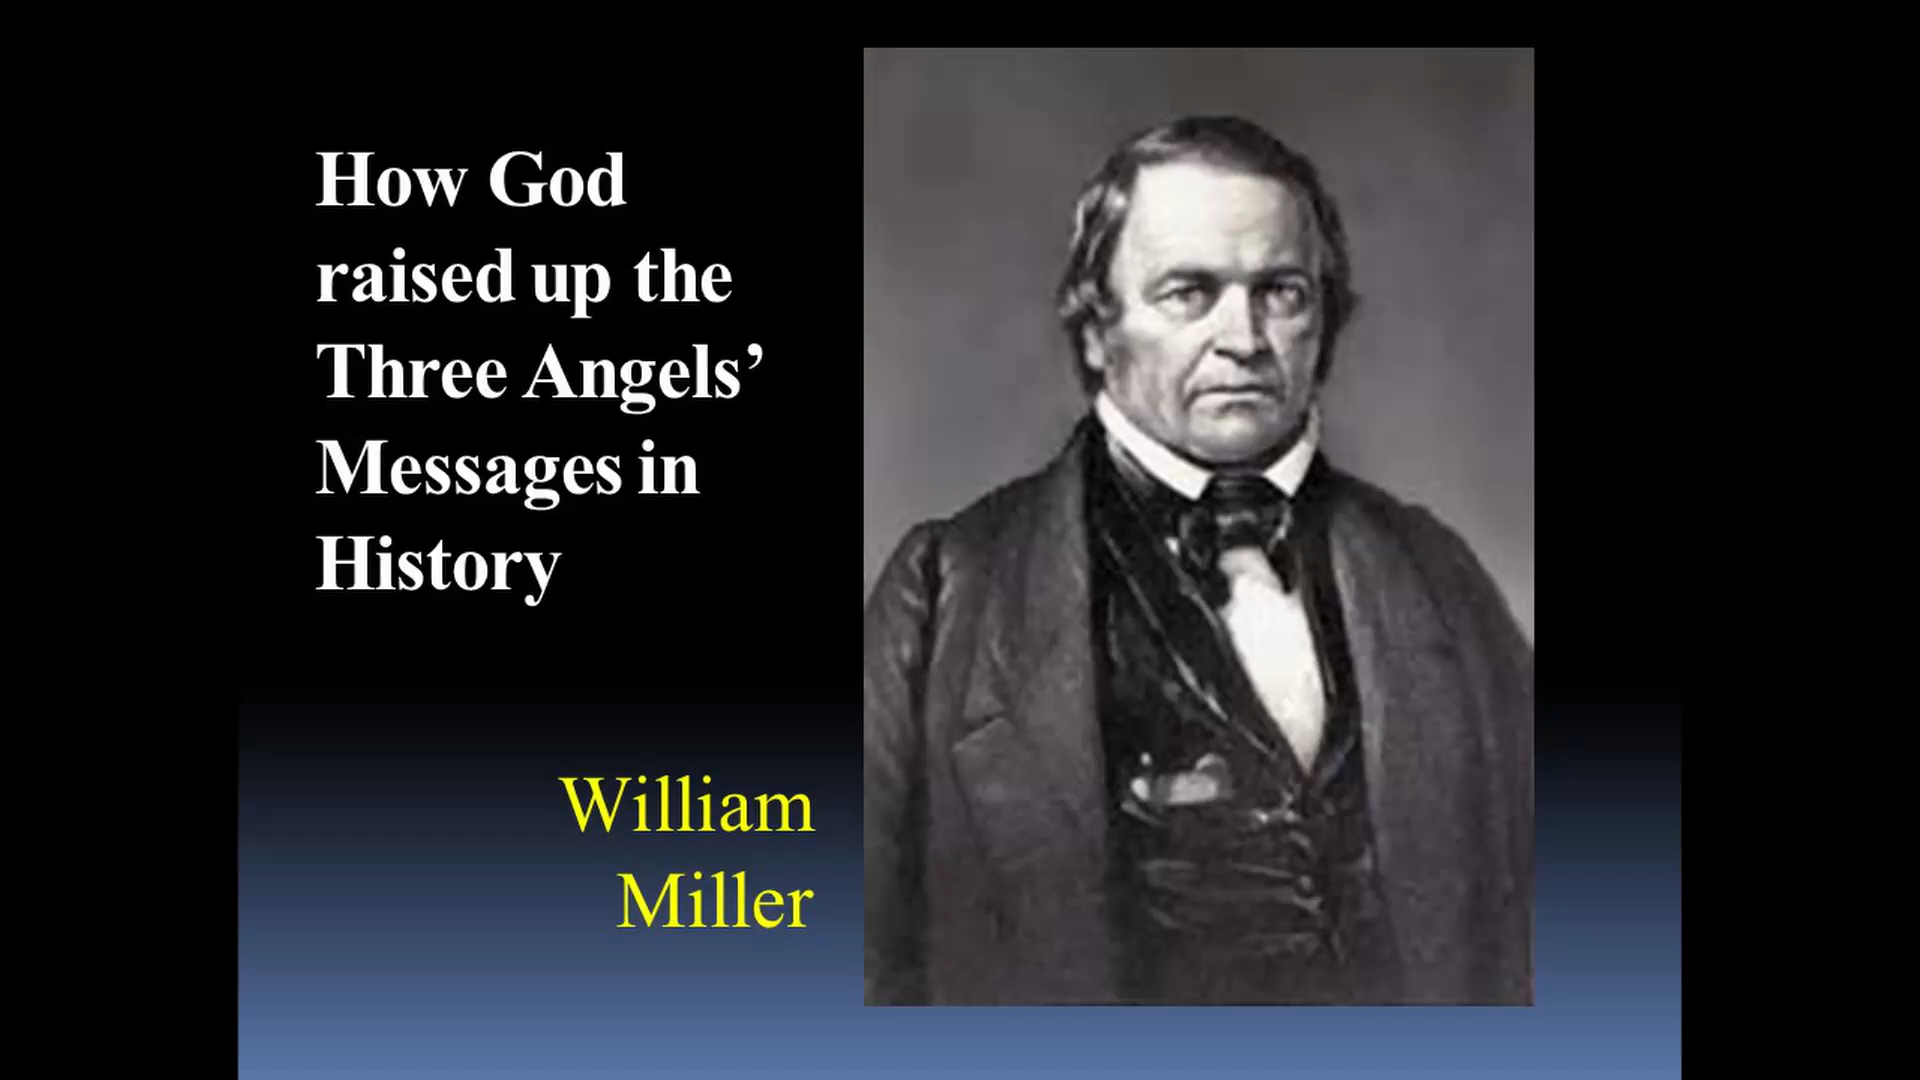 How God
raised up the
Three Angels’
Messages in
History
William
Miller